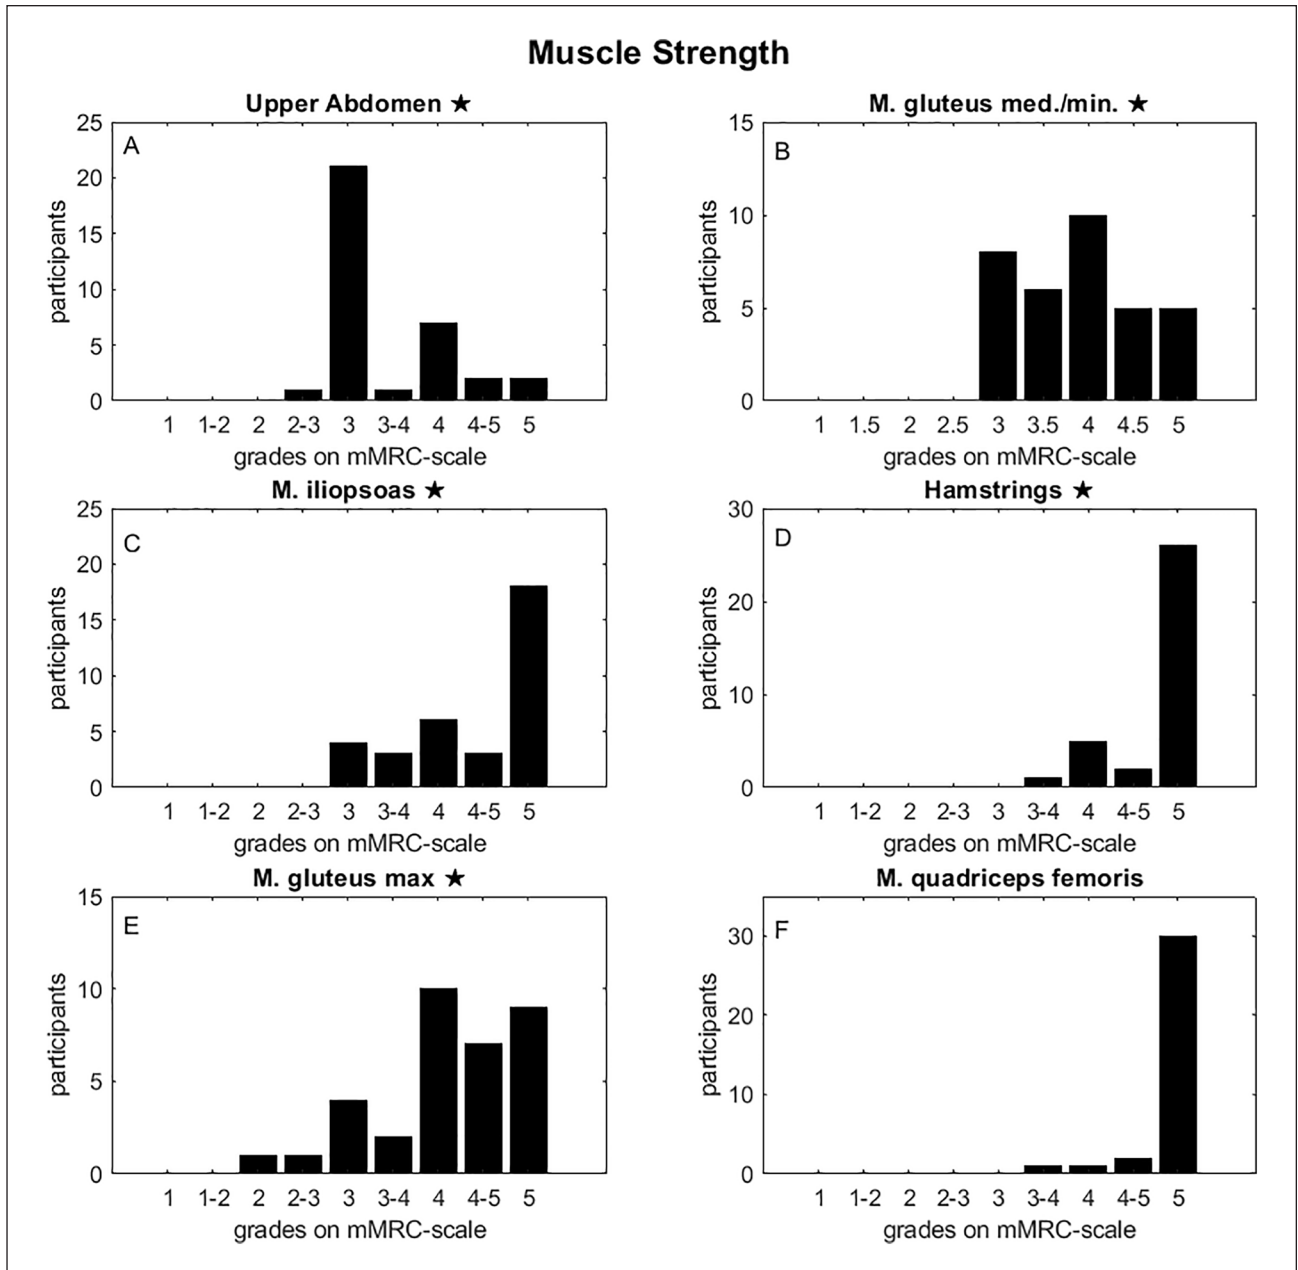 Muscle Strength
Upper Abdomen ★
A
25
20
15
10
5
0
participants
1 1-2 2 2-3 3 3-4 4 4-5 5
grades on mMRC-scale
M. gluteus med./min. ★
B
15
10
5
0
participants
1 1.5 2 2.5 3 3.5 4 4.5 5
grades on mMRC-scale
M. iliopsoas ★
C
25
20
15
10
5
0
participants
1 1-2 2 2-3 3 3-4 4 4-5 5
grades on mMRC-scale
Hamstrings ★
D
30
20
10
0
participants
1 1-2 2 2-3 3 3-4 4 4-5 5
grades on mMRC-scale
M. gluteus max ★
E
15
10
5
0
participants
1 1-2 2 2-3 3 3-4 4 4-5 5
grades on mMRC-scale
M. quadriceps femoris
F
30
20
10
0
participants
1 1-2 2 2-3 3 3-4 4 4-5 5
grades on mMRC-scale